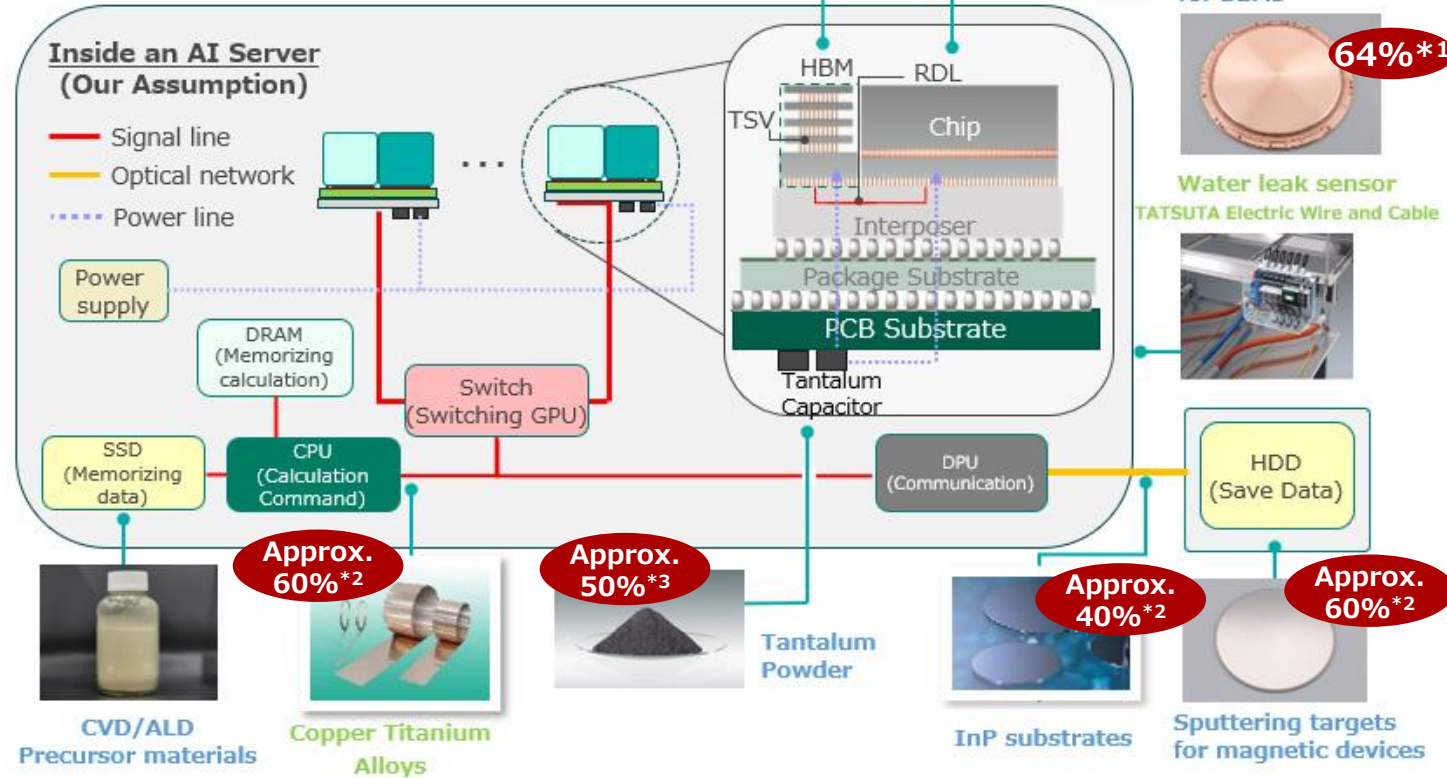 Inside an AI Server
(Our Assumption)
Signal line
Optical network
Power line
...
HBM
RDL
TSV
Chip
Interposer
Package Substrate
PCB Substrate
Tantalum
Capacitor
64%*1
Water leak sensor
TATSUTA Electric Wire and Cable
Power
supply
DRAM
(Memorizing
calculation)
Switch
(Switching GPU)
SSD
(Memorizing
data)
CPU
(Calculation
Command)
DPU
(Communication)
HDD
(Save Data)
Approx.
60%*2
Approx.
50%*3
Approx.
40%*2
Approx.
60%*2
CVD/ALD
Precursor materials
Copper Titanium
Alloys
Tantalum
Powder
InP substrates
Sputtering targets
for magnetic devices